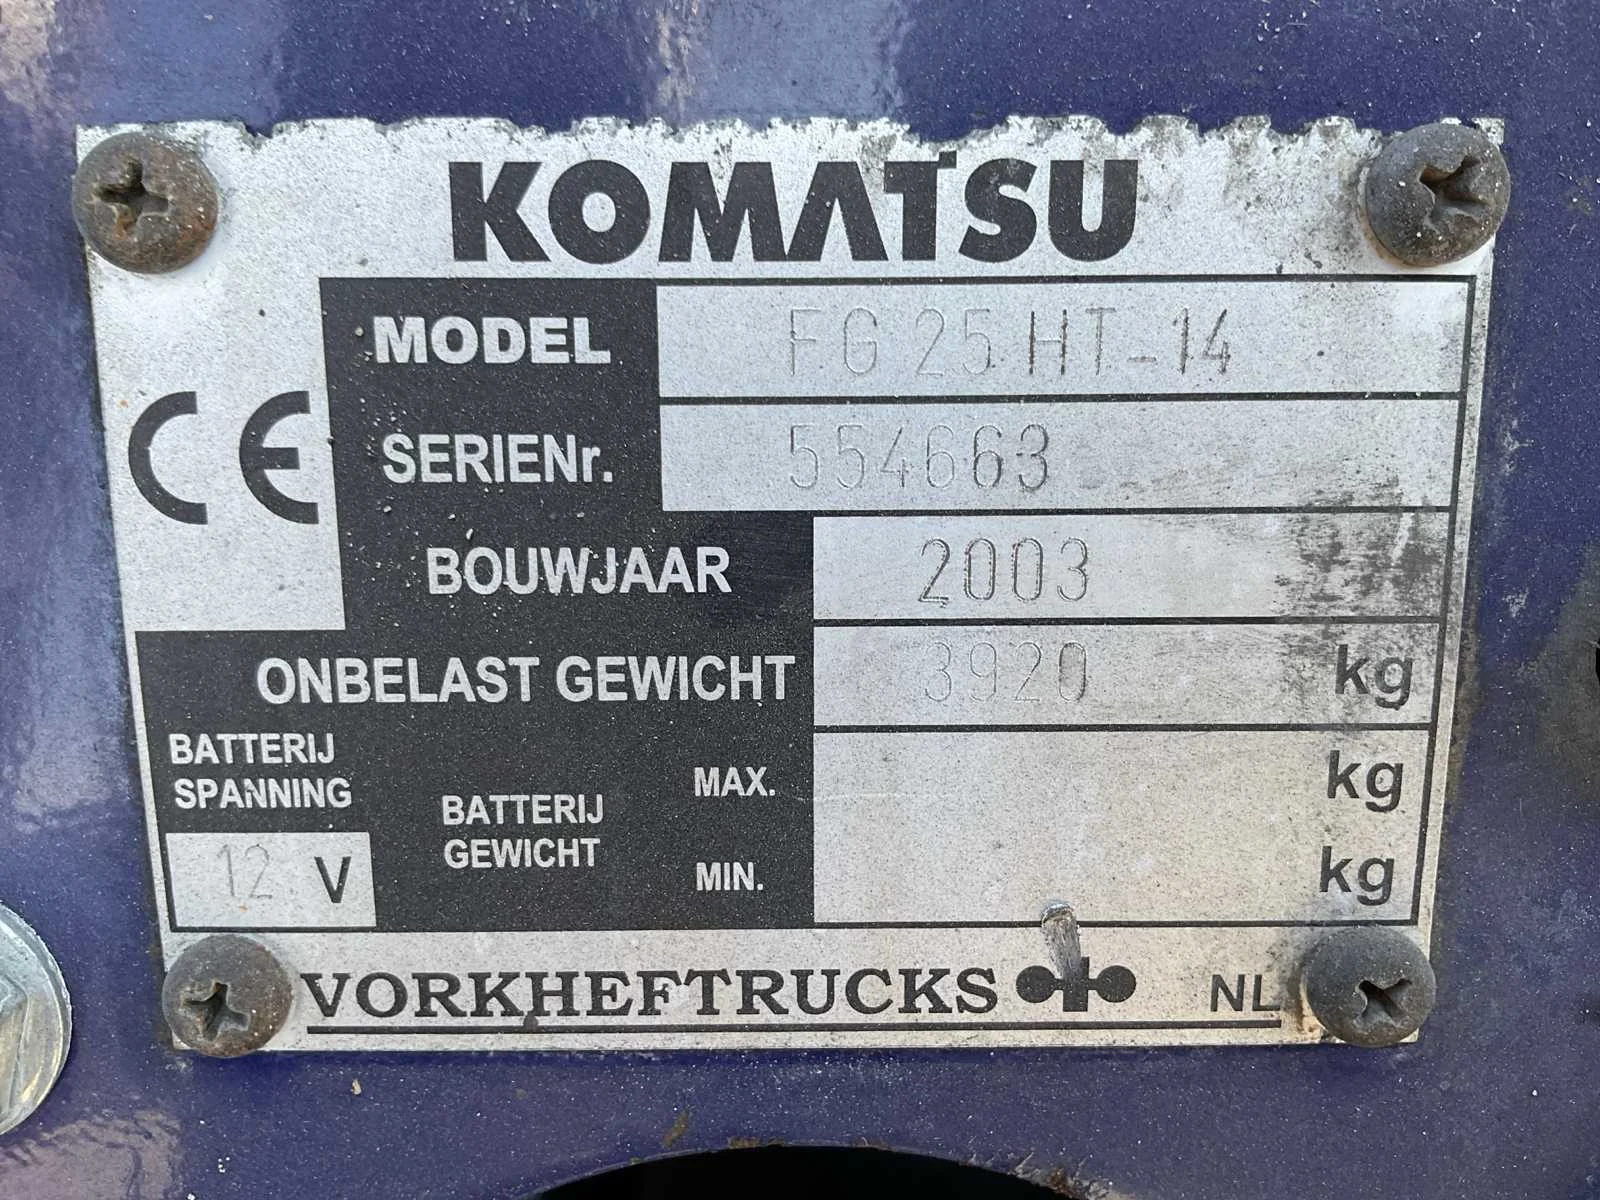 KOMATSU
MODEL FG 25 HT-14
CE
SERIENr. 554663
BOUWJAAR 2003
ONBELAST GEWICHT 3920 kg
BATTERIJ
SPANNING
12 V
BATTERIJ
GEWICHT
MAX. kg
MIN. kg
VORKHEFTRUCKS NL